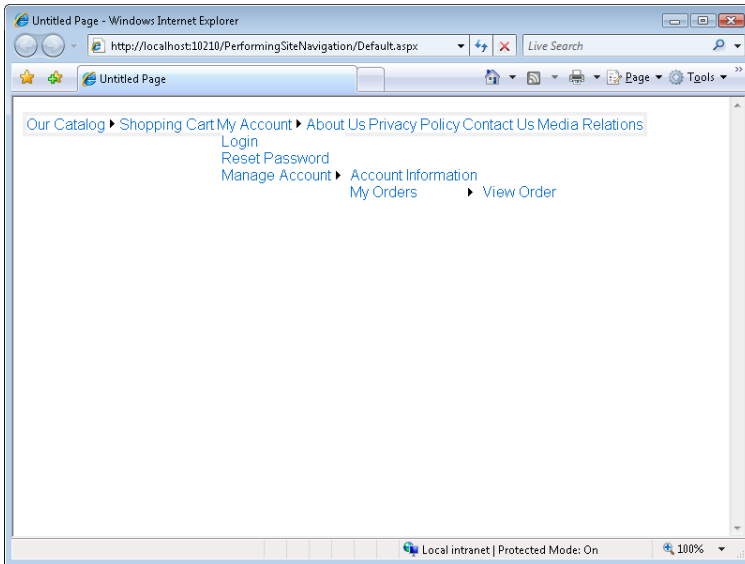 Untitled Page - Windows Internet Explorer
http://localhost:10210/PerformingSiteNavigation/Default.aspx
Live Search
Untitled Page
Page
Tools
»
Our Catalog Shopping Cart My Account About Us Privacy Policy Contact Us Media Relations
Login
Reset Password
Manage Account Account Information
My Orders View Order
Local intranet | Protected Mode: On
100%